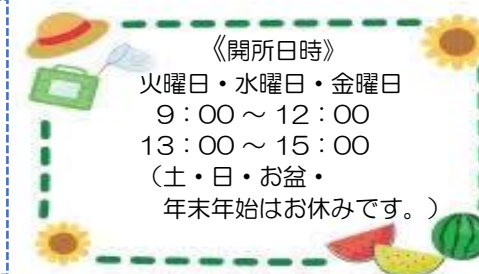 《開所日時》
火曜日・水曜日・金曜日
9：00～12：00
13：00～15：00
（土・日・お盆・
年末年始はお休みです。）